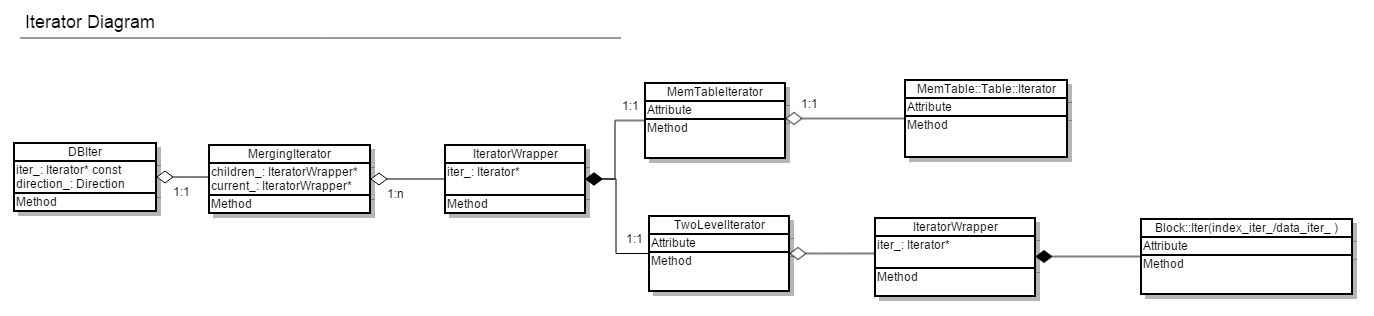 Iterator Diagram
DBIter
iter_: Iterator* const
direction_: Direction
Method
1:1
MergingIterator
children_: IteratorWrapper*
current_: IteratorWrapper*
Method
1:n
IteratorWrapper
iter_: Iterator*
Method
1:1
MemTableIterator
Attribute
Method
1:1
MemTable::Table::Iterator
Attribute
Method
1:1
TwoLevelIterator
Attribute
Method
IteratorWrapper
iter_: Iterator*
Method
Block::Iter(index_iter_/data_iter_ )
Attribute
Method